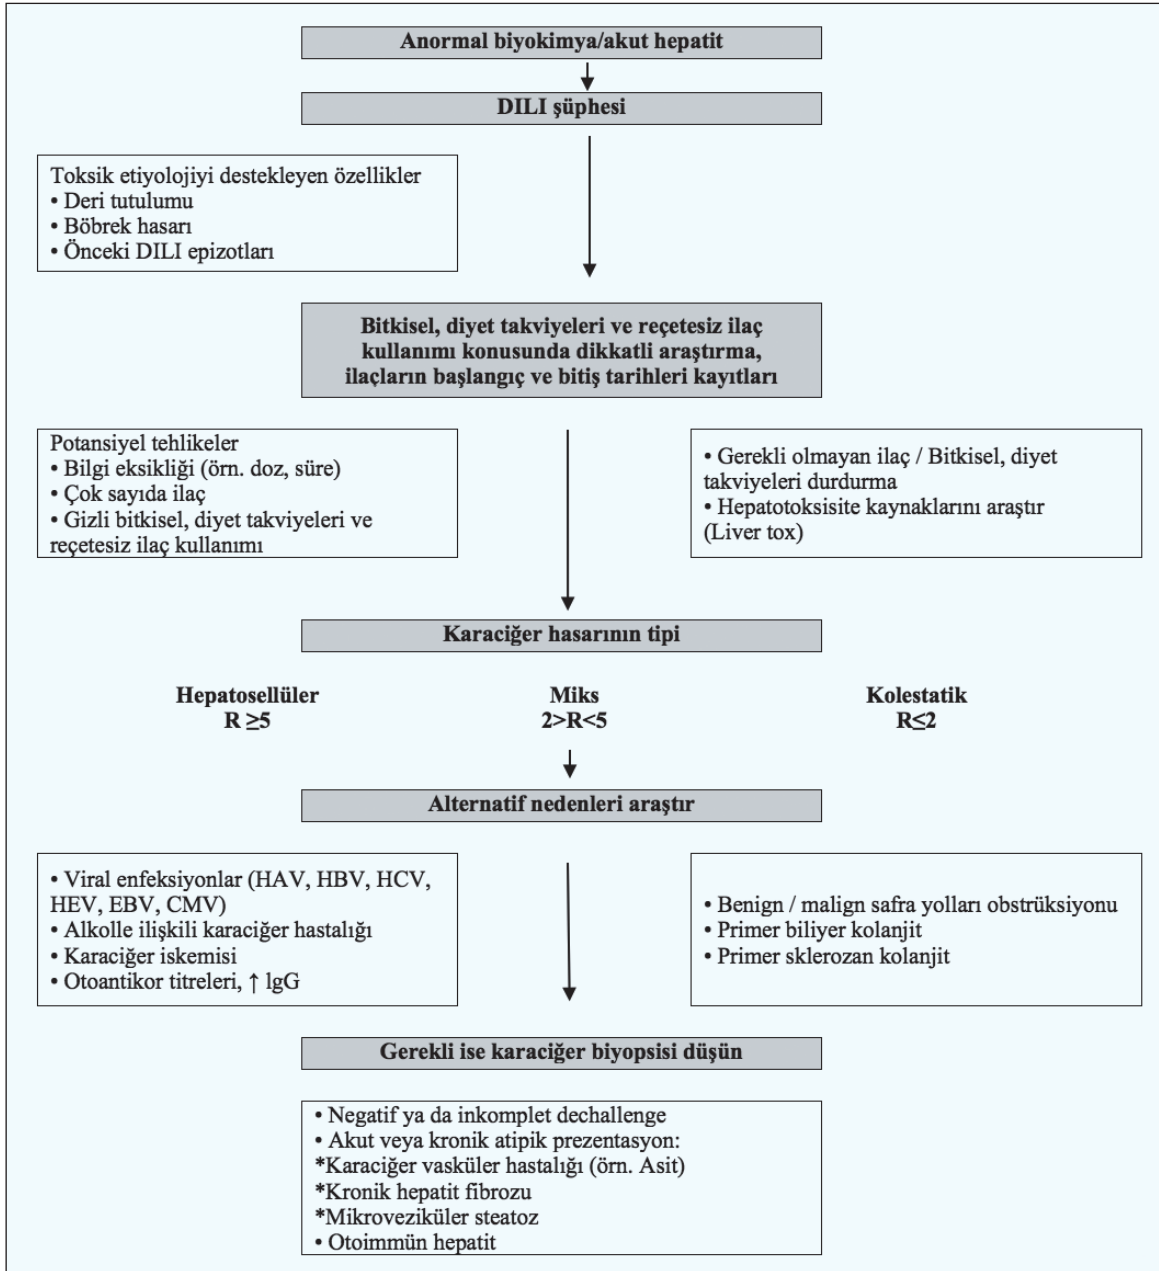 Anormal biyokimya/akut hepatit
DILI şüphesi
Toksik etiyolojiyi destekleyen özellikler
• Deri tutulumu
• Böbrek hasarı
• Önceki DILI epizotları
Bitkisel, diyet takviyeleri ve reçetesiz ilaç
kullanımı konusunda dikkatli araştırma,
ilaçların başlangıç ve bitiş tarihleri kayıtları
Potansiyel tehlikeler
• Bilgi eksikliği (örn. doz, süre)
• Çok sayıda ilaç
• Gizli bitkisel, diyet takviyeleri ve
reçetesiz ilaç kullanımı
• Gerekli olmayan ilaç / Bitkisel, diyet
takviyeleri durdurma
• Hepatotoksisite kaynaklarını araştır
(Liver tox)
Karaciğer hasarının tipi
Hepatosellüler
R ≥5
Miks
2>R<5
Kolestatik
R≤2
Alternatif nedenleri araştır
• Viral enfeksiyonlar (HAV, HBV, HCV,
HEV, EBV, CMV)
• Alkolle ilişkili karaciğer hastalığı
• Karaciğer iskemisi
• Otoantikor titreleri, ↑ lgG
• Benign / malign safra yolları obstrüksiyonu
• Primer biliyer kolanjit
• Primer sklerozan kolanjit
Gerekli ise karaciğer biyopsisi düşün
• Negatif ya da inkomplet dechallenge
• Akut veya kronik atipik prezentasyon:
*Karaciğer vasküler hastalığı (örn. Asit)
*Kronik hepatit fibrozu
*Mikroveziküler steatoz
• Otoimmün hepatit